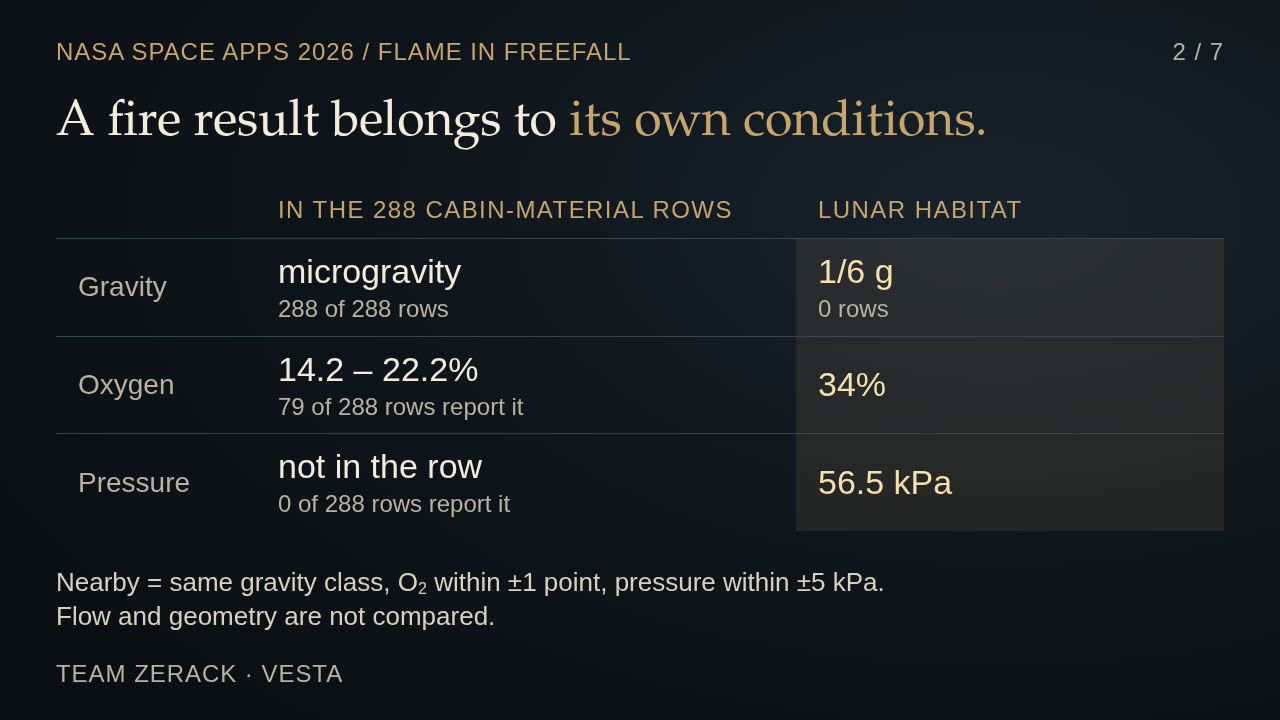 NASA SPACE APPS 2026 / FLAME IN FREEFALL
2 / 7
A fire result belongs to its own conditions.
IN THE 288 CABIN-MATERIAL ROWS
LUNAR HABITAT
Gravity
microgravity
288 of 288 rows
1/6 g
0 rows
Oxygen
14.2 – 22.2%
79 of 288 rows report it
34%
Pressure
not in the row
0 of 288 rows report it
56.5 kPa
Nearby = same gravity class, O₂ within ±1 point, pressure within ±5 kPa.
Flow and geometry are not compared.
TEAM ZERACK · VESTA